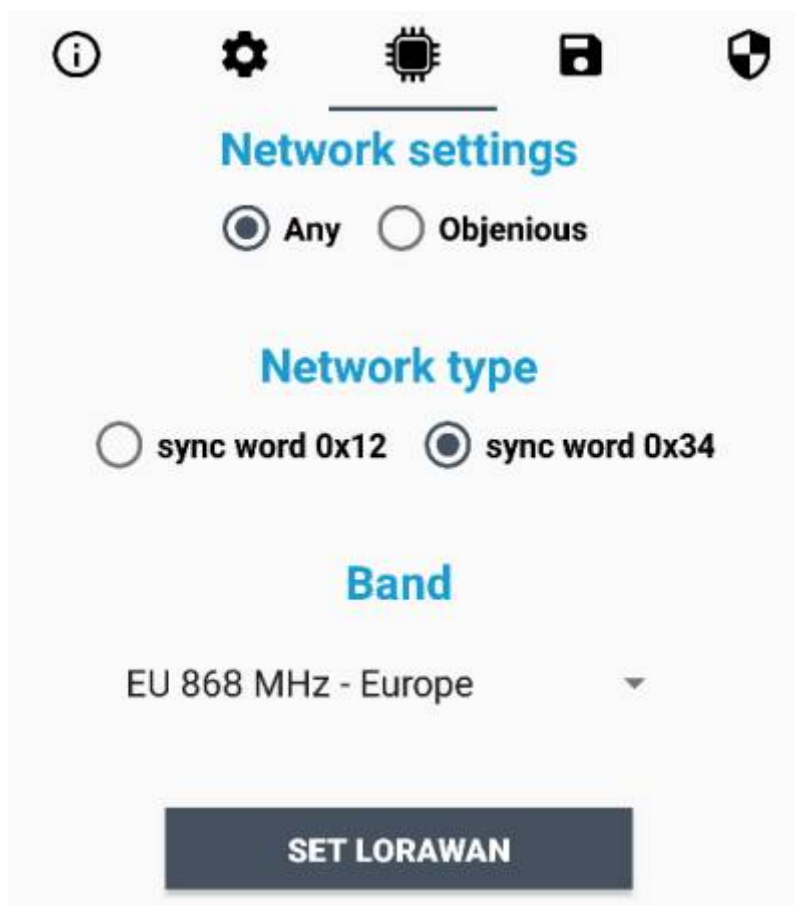 Network settings
Any Objenious
Network type
sync word 0x12 sync word 0x34
Band
EU 868 MHz - Europe
SET LORAWAN